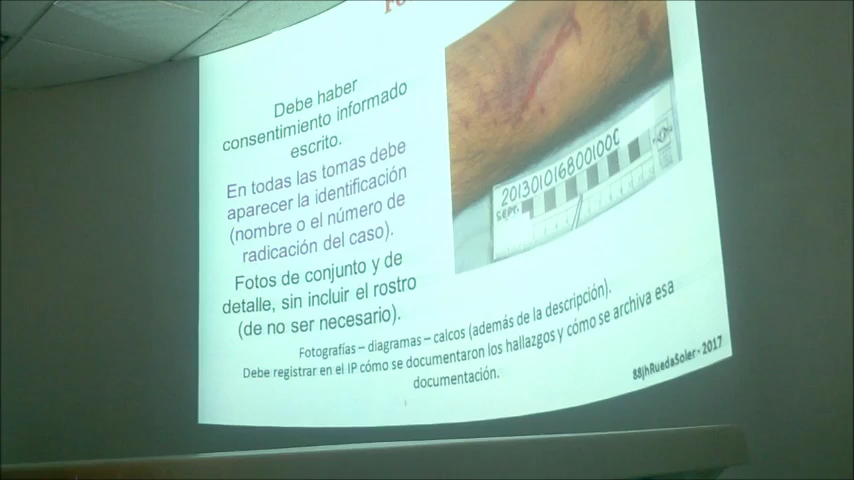 Debe haber
consentimiento informado
escrito.
En todas las tomas debe
aparecer la identificación
(nombre o el número de
radicación del caso).
Fotos de conjunto y de
detalle, sin incluir el rostro
(de no ser necesario).
201301016800100C
SEPT.
Fotografías – diagramas – calcos (además de la descripción).
Debe registrar en el IP cómo se documentaron los hallazgos y cómo se archiva esa
documentación.
88jhRuedaSoler - 2017